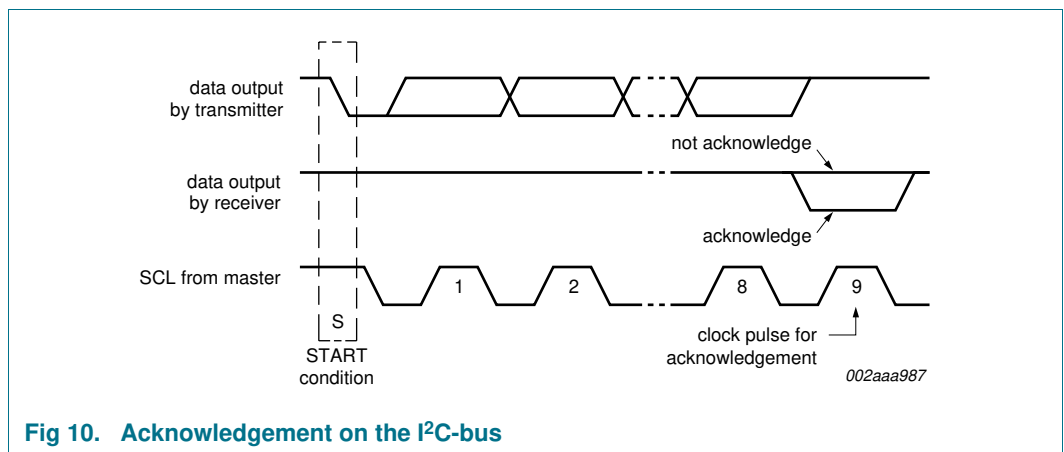 data output
by transmitter
not acknowledge
data output
by receiver
acknowledge
SCL from master
1
2
8
9
S
START
condition
clock pulse for
acknowledgement
002aaa987
Fig 10. Acknowledgement on the I²C-bus